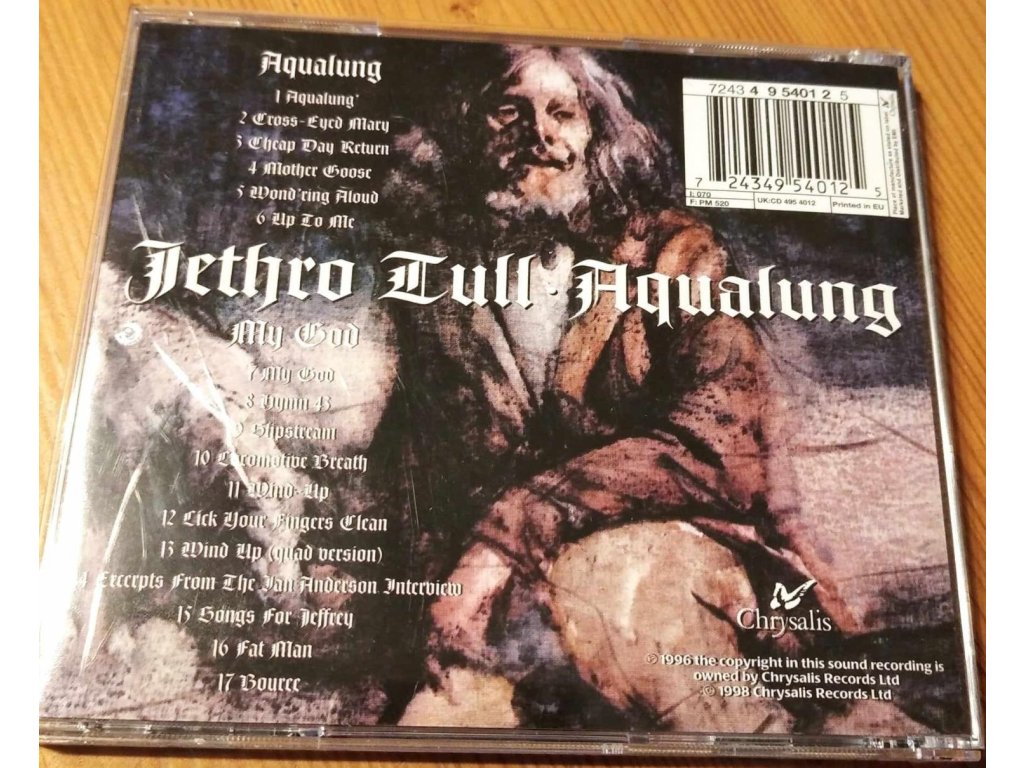 Aqualung
1 Aqualung
2 Cross-Eyed Mary
3 Cheap Day Return
4 Mother Goose
5 Wond'ring Aloud
6 Up To Me
Jethro Tull · Aqualung
My God
7 My God
8 Hymn 43
9 Slipstream
10 Locomotive Breath
11 Wind-Up
12 Lick Your Fingers Clean
13 Wind Up (quad version)
4 Excerpts From The Ian Anderson Interview
15 Songs For Jeffrey
16 Fat Man
17 Bouree
7243 4 95401 2 5
7 24349 54012 5
I: 070
F: PM 520
UK:CD 495 4012
Printed in EU
Chrysalis
℗ 1996 the copyright in this sound recording is
owned by Chrysalis Records Ltd
© 1998 Chrysalis Records Ltd